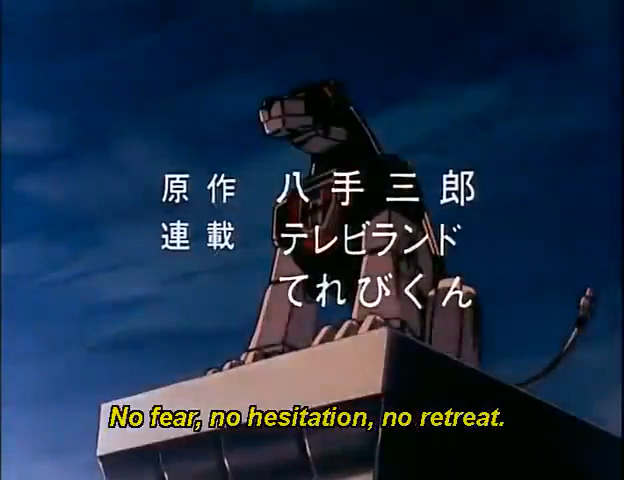 原作 八手三郎
連載 テレビランド
てれびくん
No fear, no hesitation, no retreat.